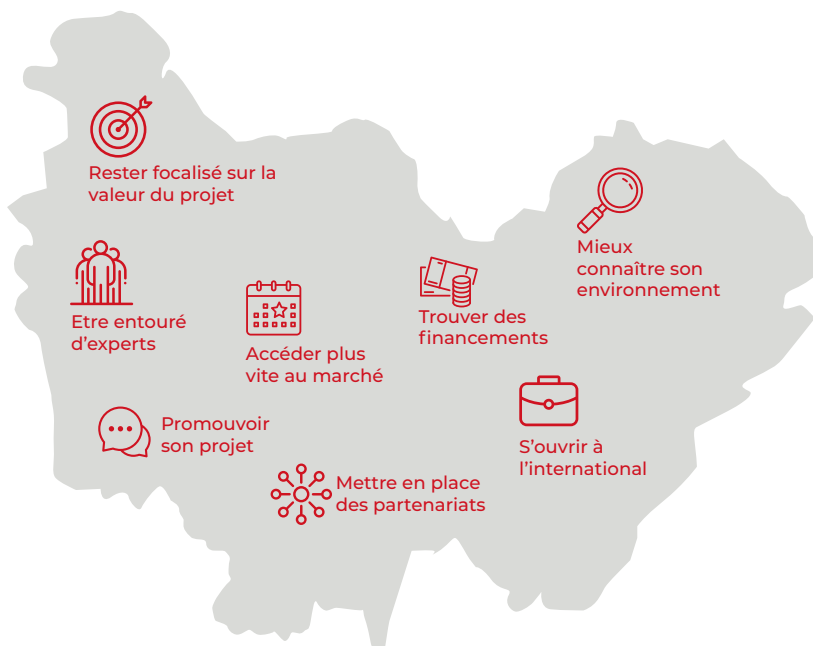 Rester focalisé sur la
valeur du projet
Mieux
connaître son
environnement
Etre entouré
d’experts
Accéder plus
vite au marché
Trouver des
financements
Promouvoir
son projet
S’ouvrir à
l’international
Mettre en place
des partenariats